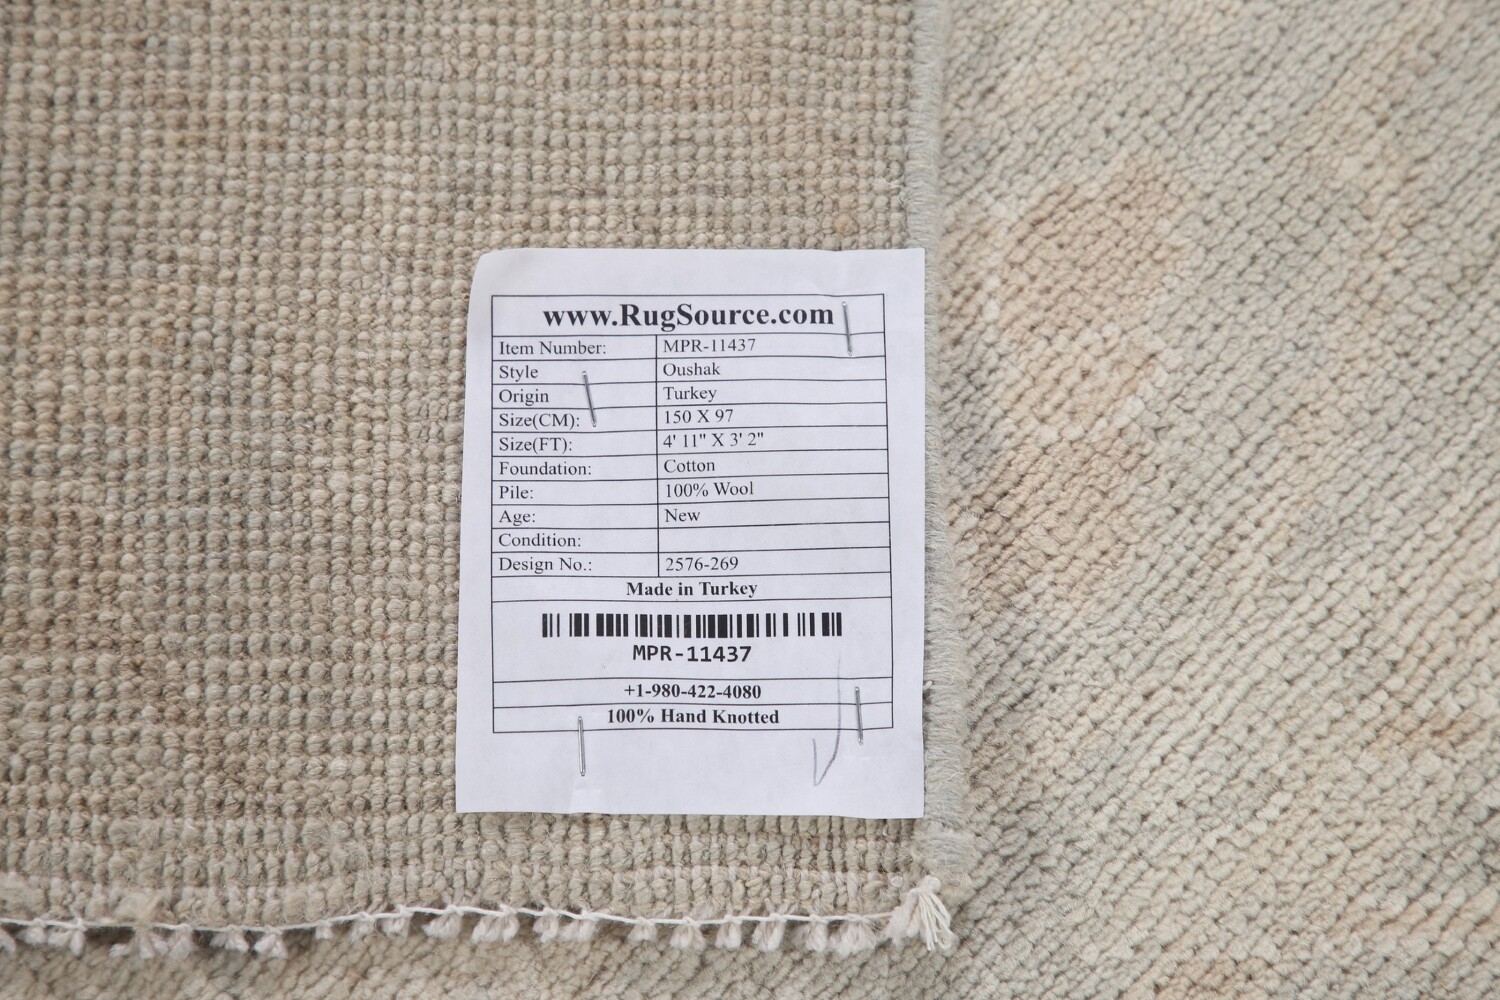 www.RugSource.com
Item Number: MPR-11437
Style Oushak
Origin Turkey
Size(CM): 150 X 97
Size(FT): 4' 11" X 3' 2"
Foundation: Cotton
Pile: 100% Wool
Age: New
Condition:
Design No.: 2576-269
Made in Turkey
MPR-11437
+1-980-422-4080
100% Hand Knotted